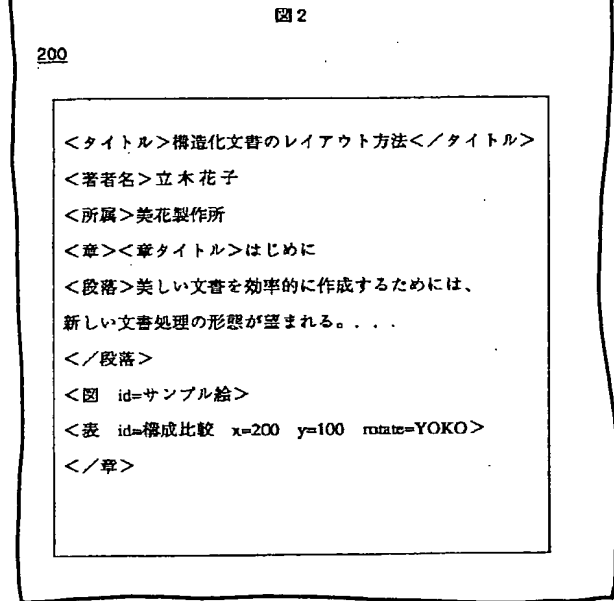 図2
200
<タイトル>構造化文書のレイアウト方法</タイトル>
<著者名>立木花子
<所属>美花製作所
<章><章タイトル>はじめに
<段落>美しい文書を効率的に作成するためには、
新しい文書処理の形態が望まれる。...
</段落>
<図 id=サンプル絵>
<表 id=構成比較 x=200 y=100 rotate=YOKO>
</章>